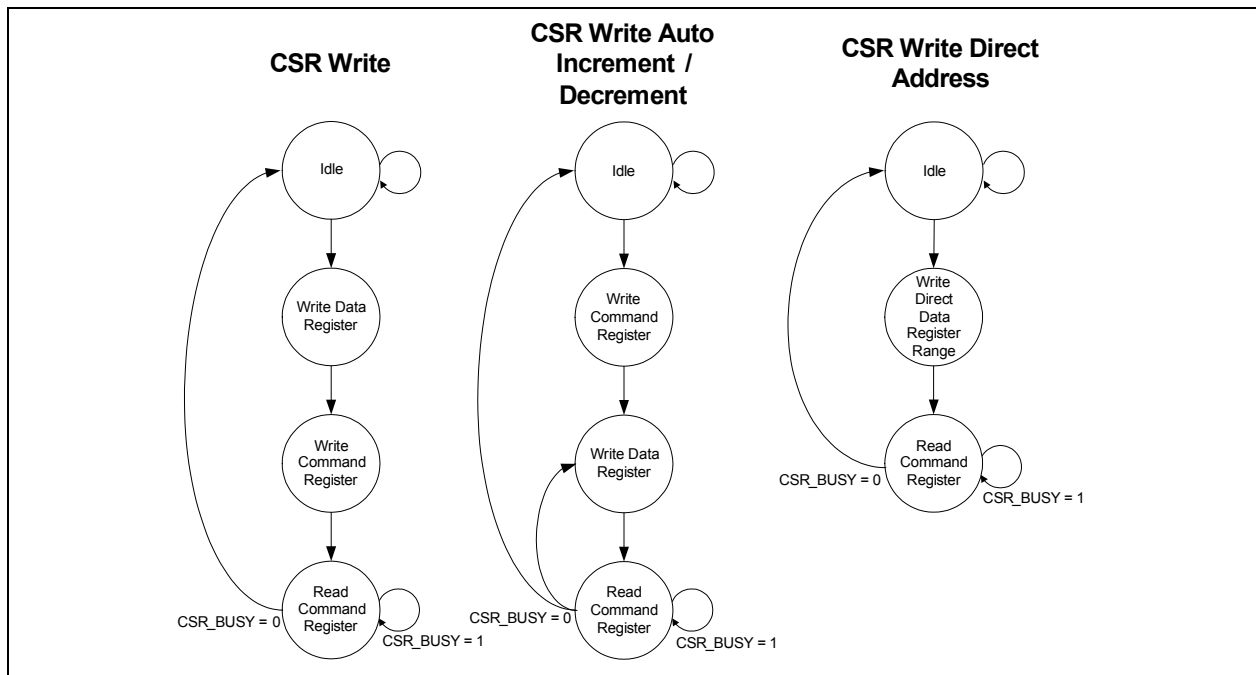 CSR Write
Idle
Write Data
Register
Write
Command
Register
Read
Command
Register
CSR_BUSY = 0
CSR_BUSY = 1
CSR Write Auto
Increment /
Decrement
Idle
Write
Command
Register
Write Data
Register
Read
Command
Register
CSR_BUSY = 0
CSR_BUSY = 1
CSR Write Direct
Address
Idle
Write
Direct
Data
Register
Range
Read
Command
Register
CSR_BUSY = 0
CSR_BUSY = 1